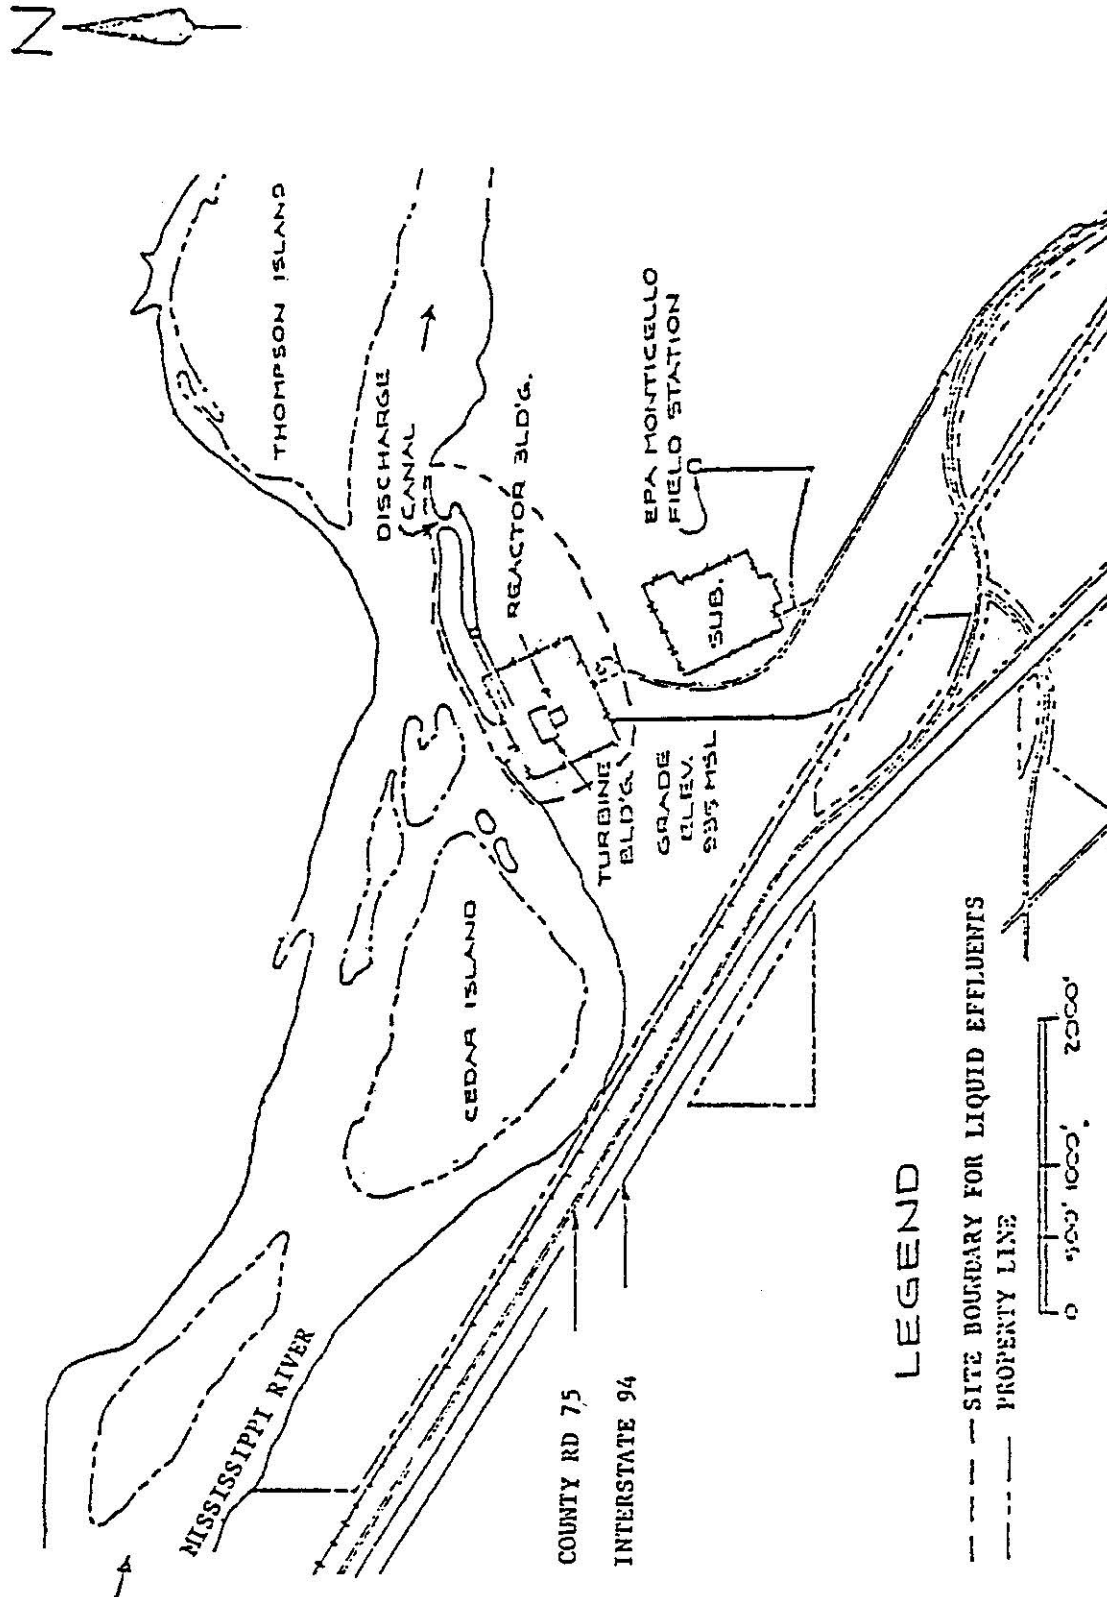 N
THOMPSON ISLAND
DISCHARGE
CANAL
REACTOR BLD'G.
EPA MONTICELLO
FIELD STATION
SUB.
TURBINE
BLD'G.
GRADE
ELEV.
935 MSL
CEDAR ISLAND
MISSISSIPPI RIVER
COUNTY RD 75
INTERSTATE 94
LEGEND
SITE BOUNDARY FOR LIQUID EFFLUENTS
PROPERTY LINE
0 500' 1000' 2000'